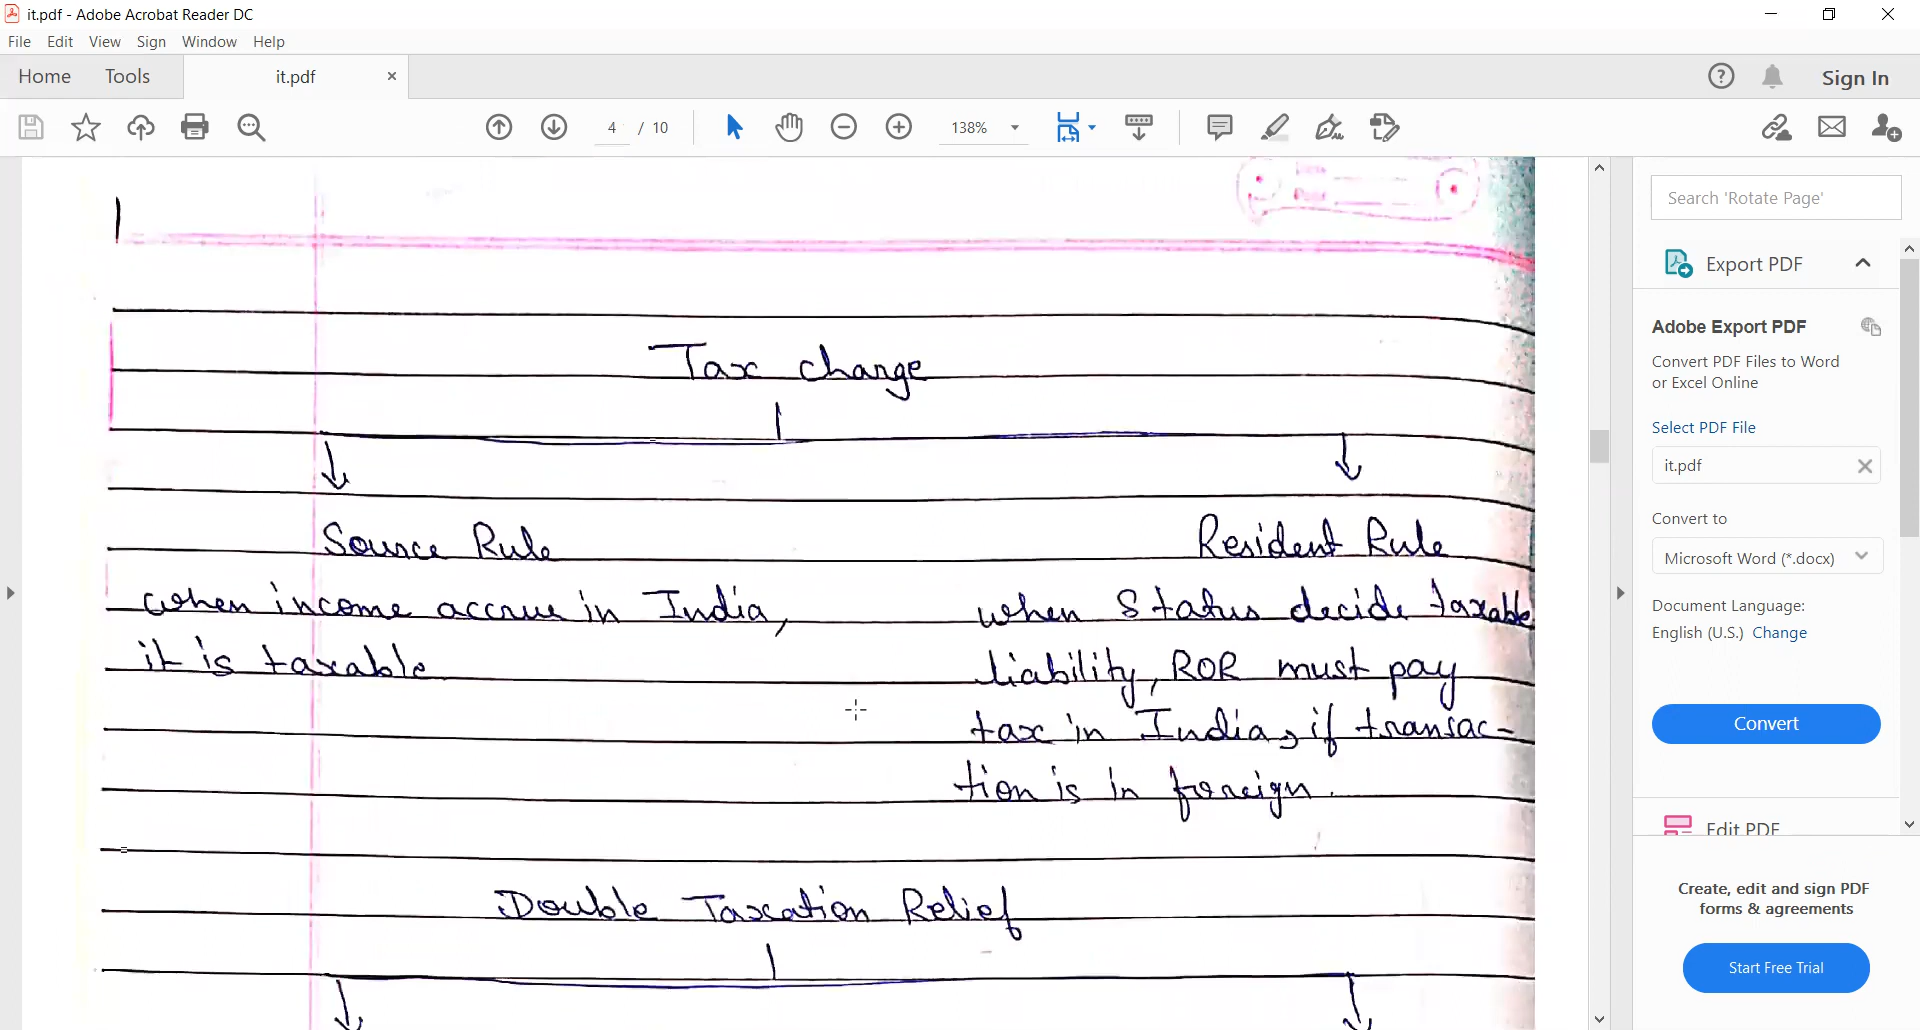 it.pdf - Adobe Acrobat Reader DC
File Edit View Sign Window Help
Home Tools it.pdf
Sign In
4 / 10 138%
Tax change
Source Rule
when income accrue in India,
it is taxable
Resident Rule
when Status decide taxable
liability, ROR must pay
tax in India, if transac-
tion is in foreign.
Double Taxation Relief
Search 'Rotate Page'
Export PDF
Adobe Export PDF
Convert PDF Files to Word
or Excel Online
Select PDF File
it.pdf
Convert to
Microsoft Word (*.docx)
Document Language:
English (U.S.) Change
Convert
Edit PDF
Create, edit and sign PDF
forms & agreements
Start Free Trial